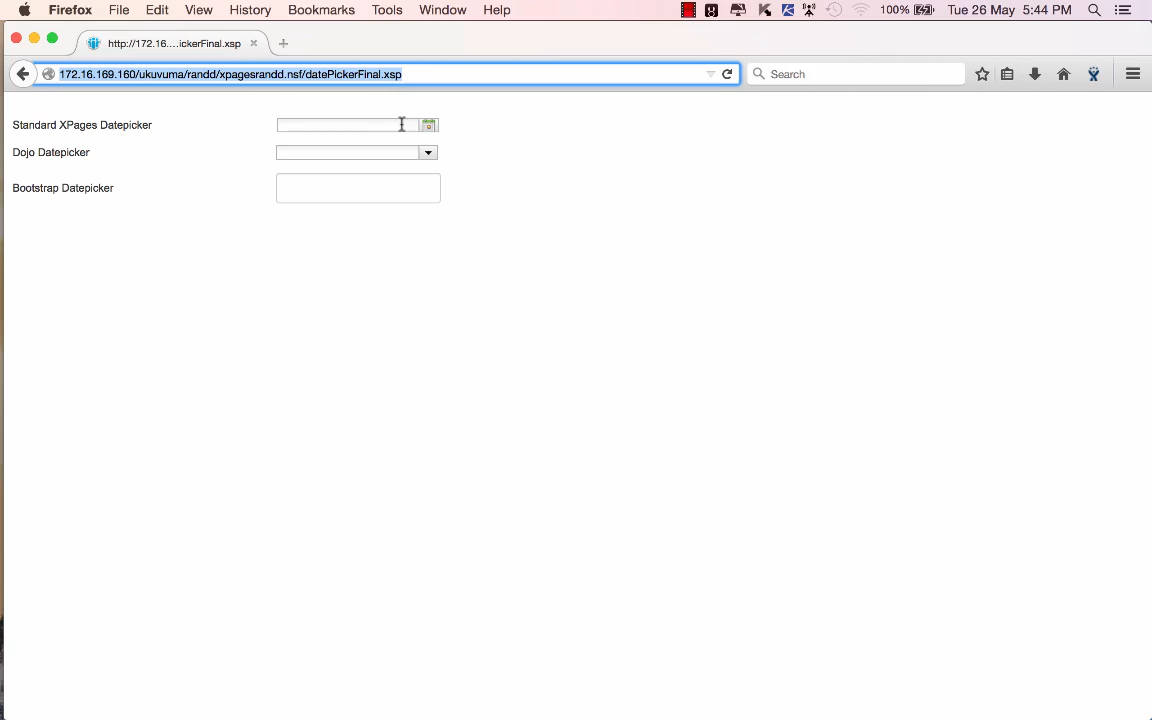 Firefox File Edit View History Bookmarks Tools Window Help 100% Tue 26 May 5:44 PM
http://172.16....ickerFinal.xsp
172.16.169.160/ukuvuma/randd/xpagesrandd.nsf/datePickerFinal.xsp Search
Standard XPages Datepicker
Dojo Datepicker
Bootstrap Datepicker